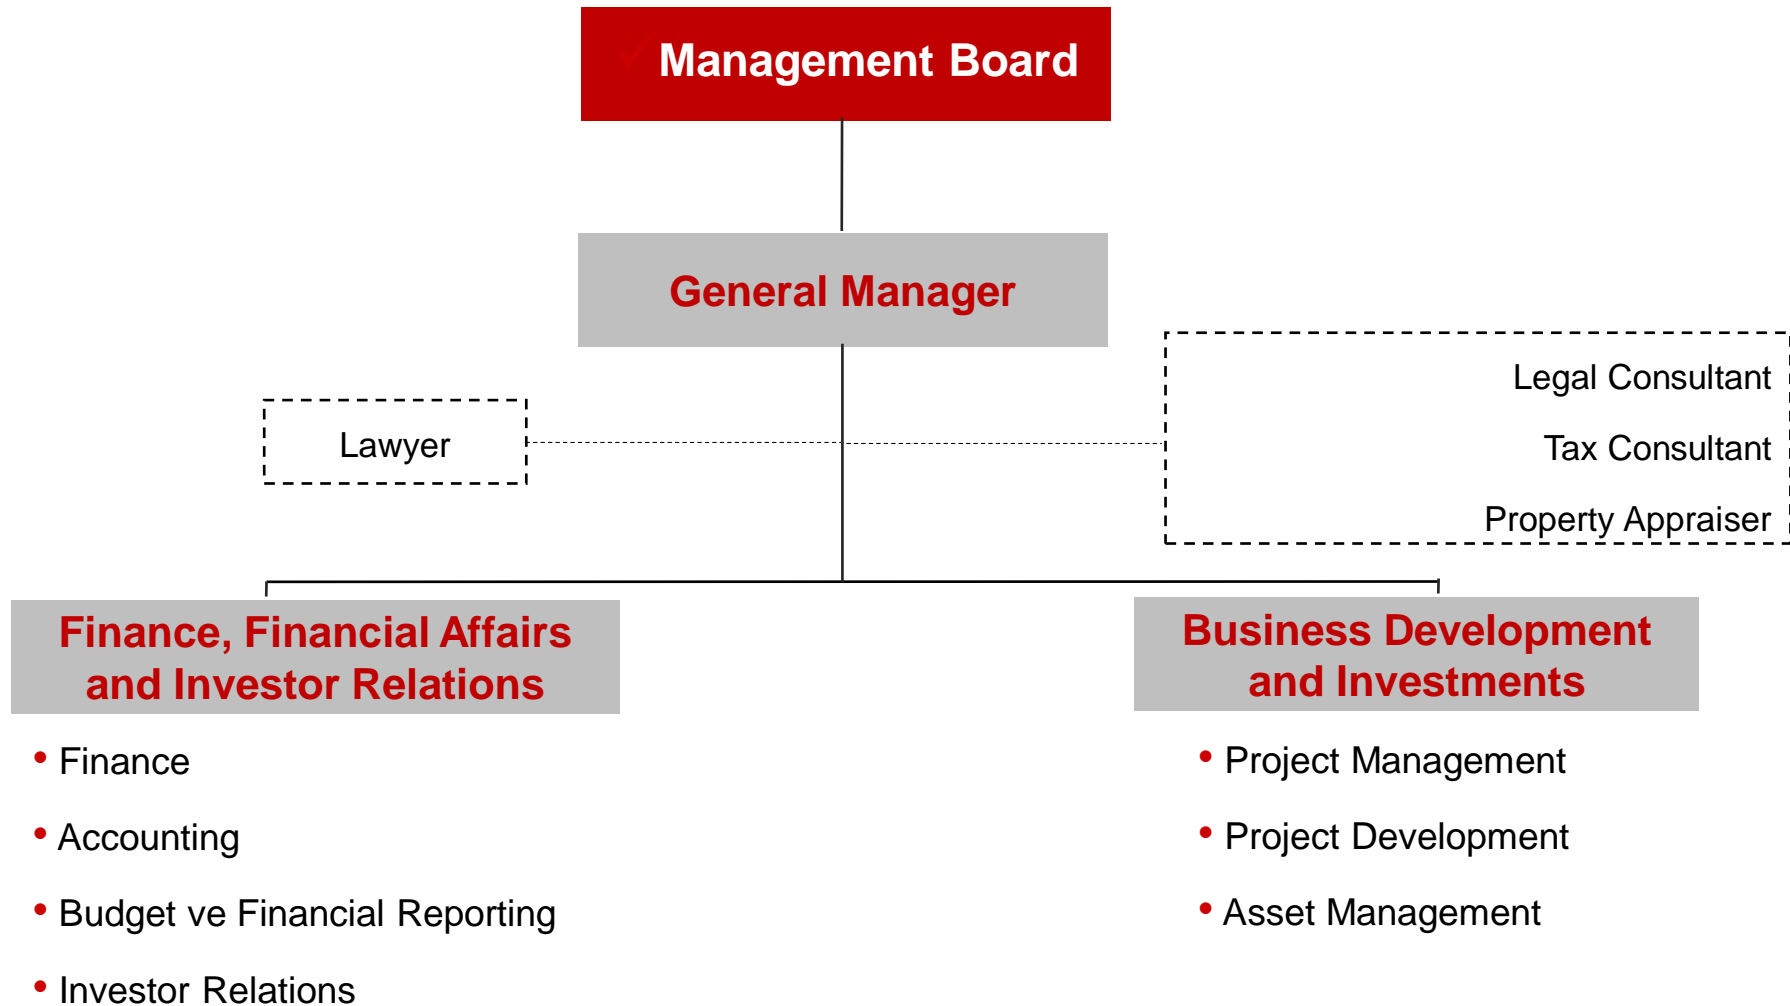 Management Board
General Manager
Legal Consultant
Lawyer
Tax Consultant
Property Appraiser
Finance, Financial Affairs
and Investor Relations
• Finance
• Accounting
• Budget ve Financial Reporting
• Investor Relations
Business Development
and Investments
• Project Management
• Project Development
• Asset Management